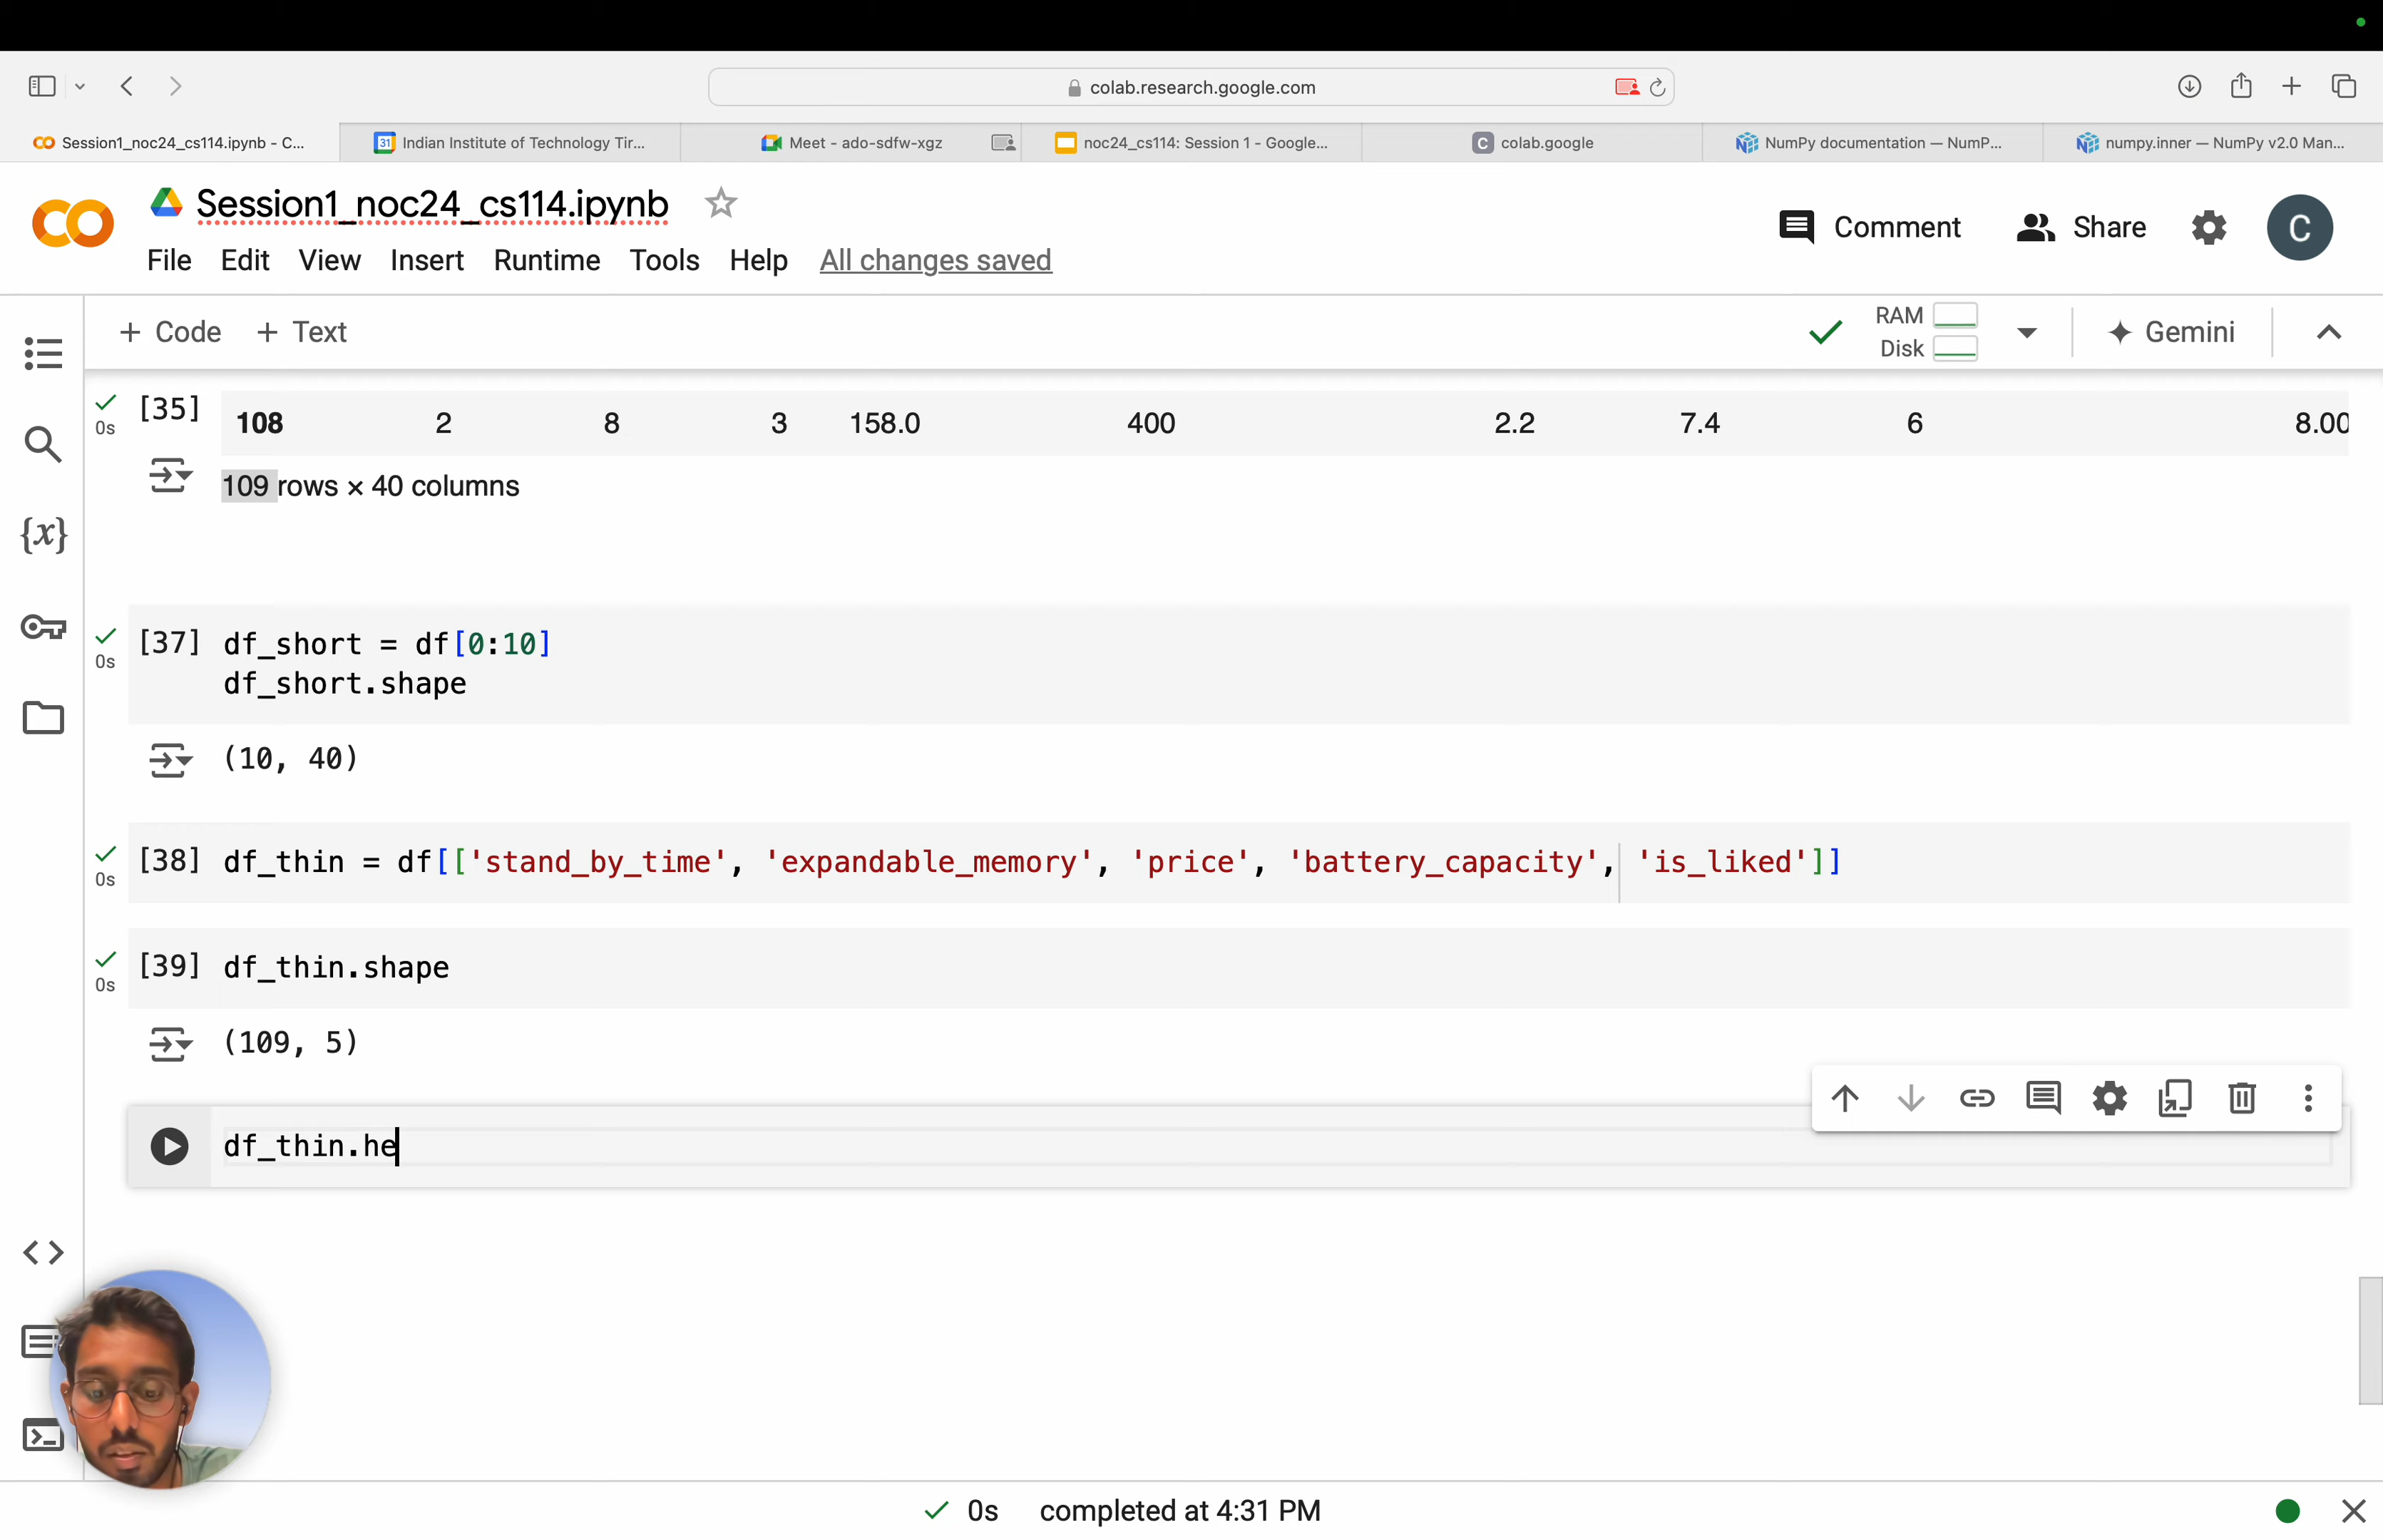 colab.research.google.com
Session1_noc24_cs114.ipynb - C...
31
Indian Institute of Technology Tir...
Meet - ado-sdfw-xgz
noc24_cs114: Session 1 - Google...
C
colab.google
NumPy documentation — NumP...
numpy.inner — NumPy v2.0 Man...
Session1_noc24_cs114.ipynb
Comment
Share
C
File Edit View Insert Runtime Tools Help All changes saved
+ Code + Text
RAM
Disk
Gemini
[35] 108 2 8 3 158.0 400 2.2 7.4 6 8.00
0s
109 rows × 40 columns
{x}
[37] df_short = df[0:10]
0s
df_short.shape
(10, 40)
[38] df_thin = df[['stand_by_time', 'expandable_memory', 'price', 'battery_capacity', 'is_liked']]
0s
[39] df_thin.shape
0s
(109, 5)
df_thin.he
0s completed at 4:31 PM